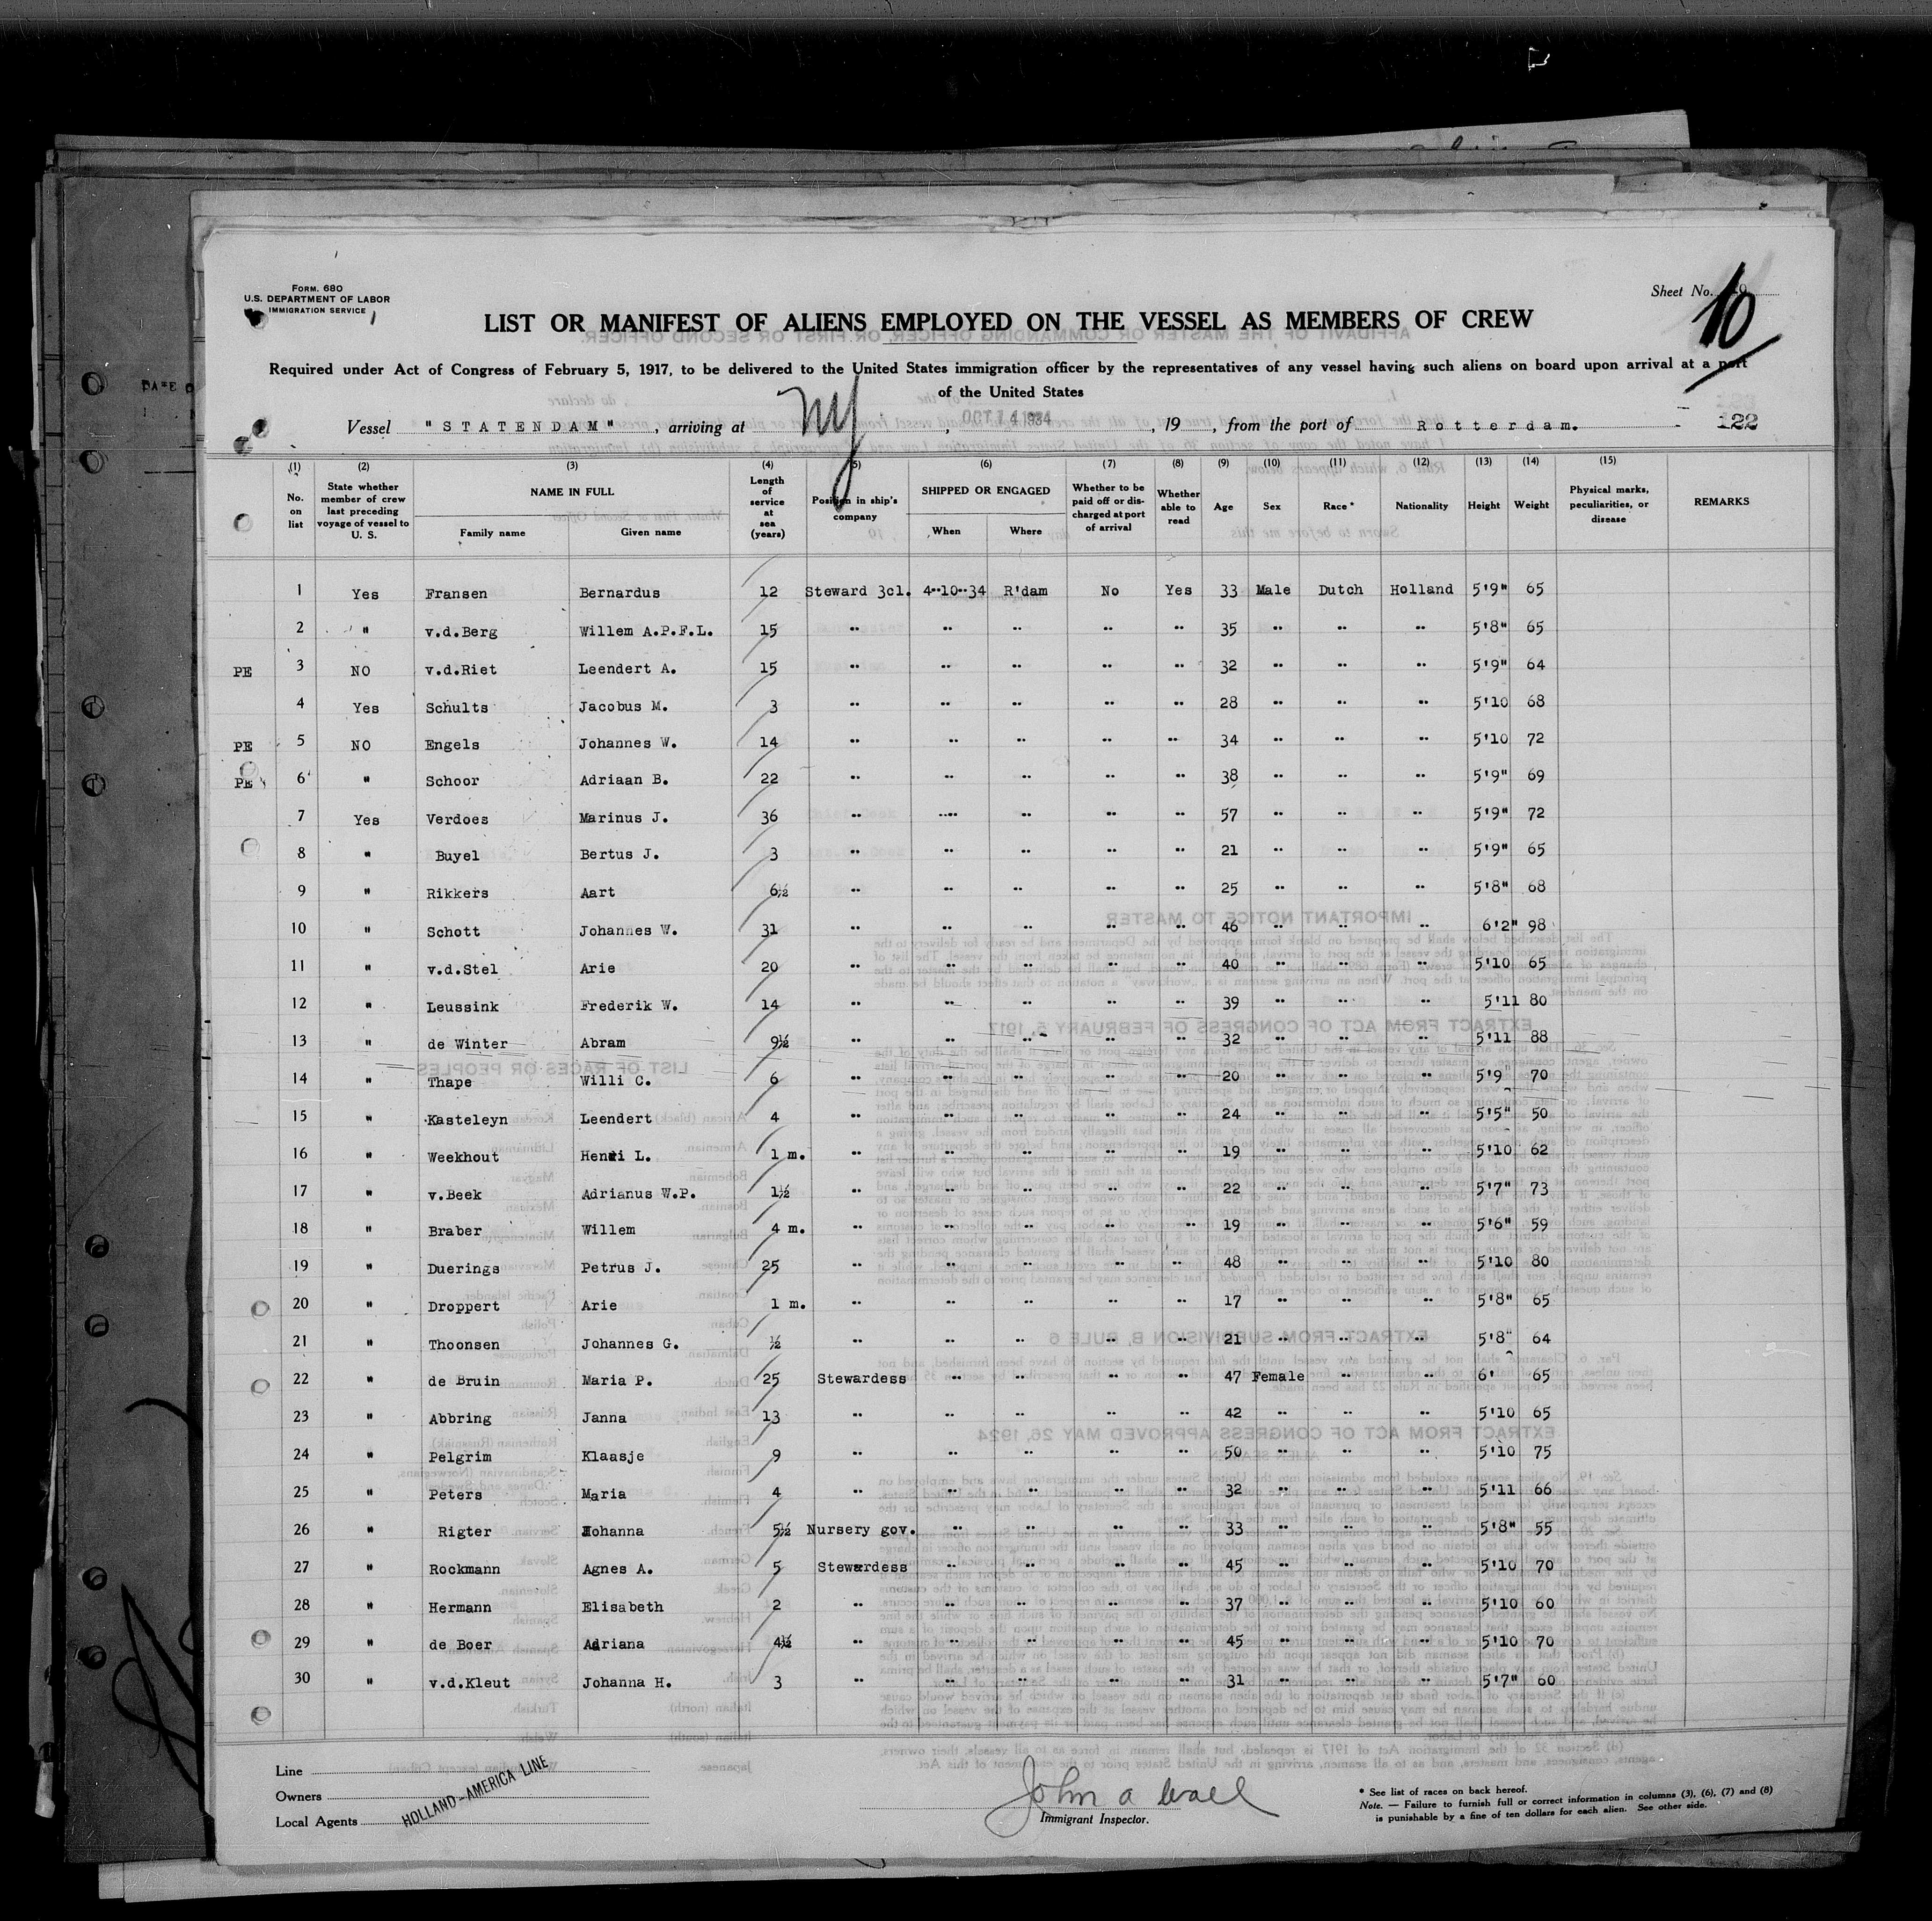 Form. 680
U.S. DEPARTMENT OF LABOR
IMMIGRATION SERVICE
Sheet No. 10
LIST OR MANIFEST OF ALIENS EMPLOYED ON THE VESSEL AS MEMBERS OF CREW
Required under Act of Congress of February 5, 1917, to be delivered to the United States immigration officer by the representatives of any vessel having such aliens on board upon arrival at a port
of the United States
Vessel "STATENDAM", arriving at NY, OCT 14 1934, 19 , from the port of Rotterdam. 122
(1) (2) (3) (4) (5) (6) (7) (8) (9) (10) (11) (12) (13) (14) (15)
No. on list State whether member of crew last preceding voyage of vessel to U. S. NAME IN FULL Family name Given name Length of service at sea (years) Position in ship's company SHIPPED OR ENGAGED When Where Whether to be paid off or discharged at port of arrival Whether able to read Age Sex Race* Nationality Height Weight Physical marks, peculiarities, or disease REMARKS
1 Yes Fransen Bernardus 12 Steward 3cl. 4-10-34 R'dam No Yes 33 Male Dutch Holland 5'9" 65
2 " v.d.Berg Willem A.P.F.L. 15 " " " " " 35 " " " 5'8" 65
PE 3 NO v.d.Riet Leendert A. 15 " " " " " 32 " " " 5'9" 64
4 Yes Schults Jacobus M. 3 " " " " " 28 " " " 5'10 68
PE 5 NO Engels Johannes W. 14 " " " " " 34 " " " 5'10 72
PE 6 " Schoor Adriaan B. 22 " " " " " 38 " " " 5'9" 69
7 Yes Verdoes Marinus J. 36 " " " " " 57 " " " 5'9" 72
8 " Buyel Bertus J. 3 " " " " " 21 " " " 5'9" 65
9 " Rikkers Aart 6½ " " " " " 25 " " " 5'8" 68
10 " Schott Johannes W. 31 " " " " " 46 " " " 6'2" 98
11 " v.d.Stel Arie 20 " " " " " 40 " " " 5'10 65
12 " Leussink Frederik W. 14 " " " " " 39 " " " 5'11 80
13 " de Winter Abram 9½ " " " " " 32 " " " 5'11 88
14 " Thape Willi C. 6 " " " " " 20 " " " 5'9" 70
15 " Kasteleyn Leendert 4 " " " " " 24 " " " 5'5" 50
16 " Weekhout Henri L. 1 m. " " " " " 19 " " " 5'10 62
17 " v.Beek Adrianus W.P. 1½ " " " " " 22 " " " 5'7" 73
18 " Braber Willem 4 m. " " " " " 19 " " " 5'6" 59
19 " Duerings Petrus J. 25 " " " " " 48 " " " 5'10 80
20 " Droppert Arie 1 m. " " " " " 17 " " " 5'8" 65
21 " Thoonsen Johannes G. ½ " " " " " 21 " " " 5'8" 64
22 " de Bruin Maria P. 25 Stewardess " " " " 47 Female " " 6' 65
23 " Abbring Janna 13 " " " " " 42 " " " 5'10 65
24 " Pelgrim Klaasje 9 " " " " " 50 " " " 5'10 75
25 " Peters Maria 4 " " " " " 32 " " " 5'11 66
26 " Rigter Johanna 5½ Nursery gov. " " " " 33 " " " 5'8" 55
27 " Rockmann Agnes A. 5 Stewardess " " " " 45 " " " 5'10 70
28 " Hermann Elisabeth 2 " " " " " 37 " " " 5'10 60
29 " de Boer Adriana 4½ " " " " " 45 " " " 5'10 70
30 " v.d.Kleut Johanna H. 3 " " " " " 31 " " " 5'7" 60
Line
Owners
Local Agents HOLLAND-AMERICA LINE
John A Wall
Immigrant Inspector.
* See list of races on back hereof.
Note. — Failure to furnish full or correct information in columns (3), (6), (7) and (8)
is punishable by a fine of ten dollars for each alien. See other side.